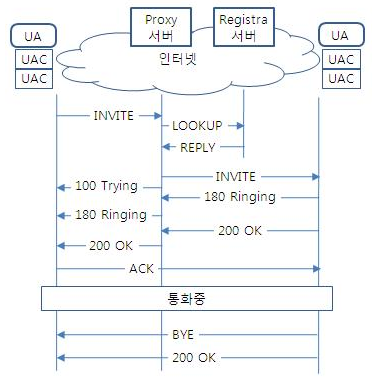 Proxy
서버
Registra
서버
UA
UAC
UAC
인터넷
UA
UAC
UAC
INVITE
LOOKUP
REPLY
INVITE
100 Trying
180 Ringing
180 Ringing
200 OK
200 OK
ACK
통화중
BYE
200 OK